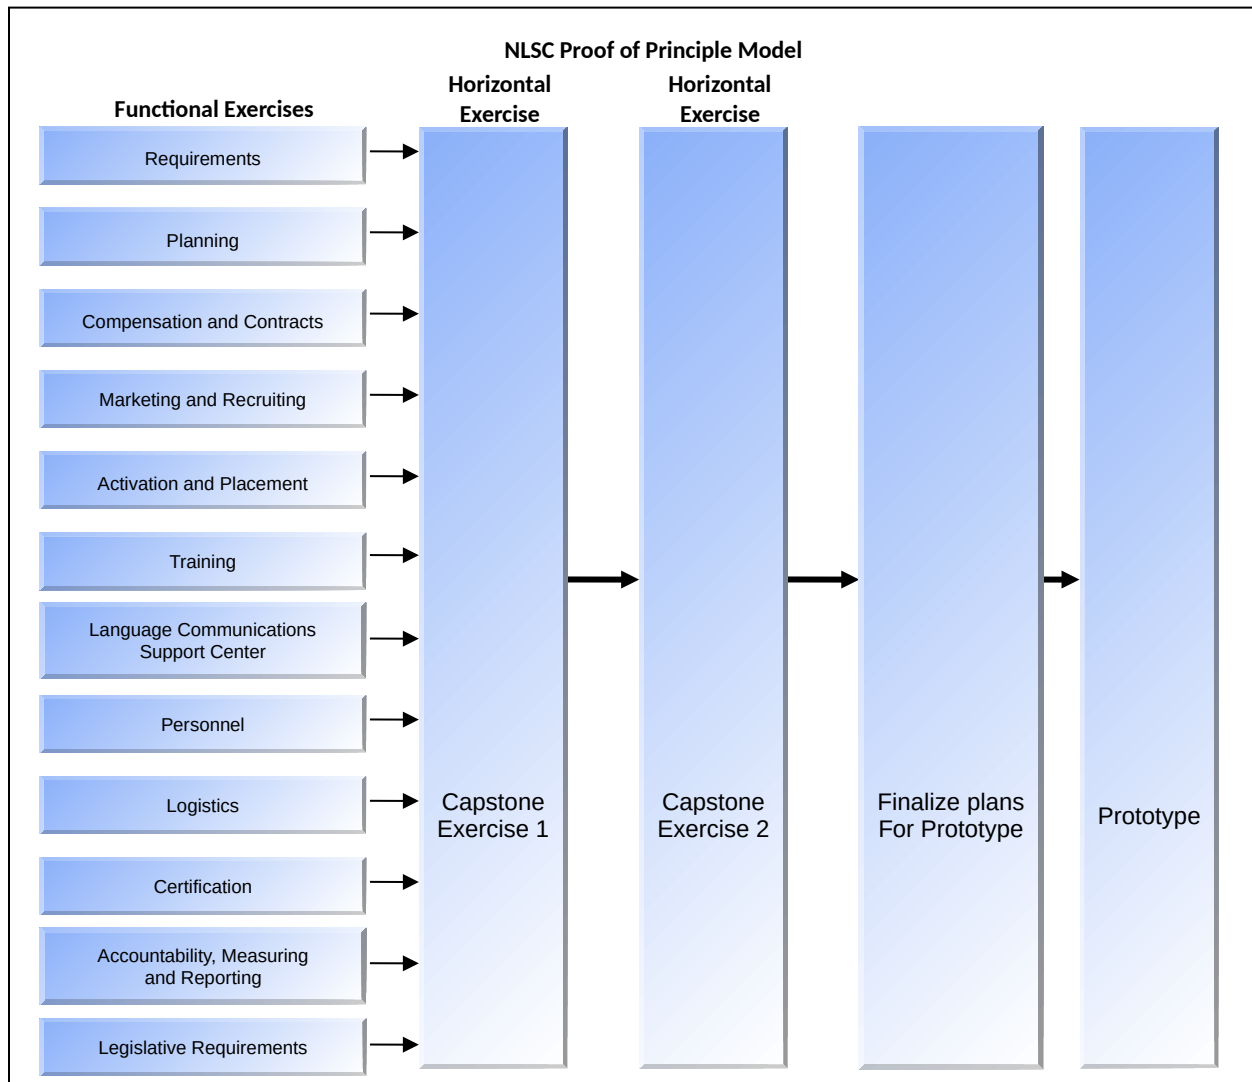 NLSC Proof of Principle Model
Functional Exercises
Horizontal
Exercise
Horizontal
Exercise
Requirements
Planning
Compensation and Contracts
Marketing and Recruiting
Activation and Placement
Training
Language Communications
Support Center
Personnel
Logistics
Certification
Accountability, Measuring
and Reporting
Legislative Requirements
Capstone
Exercise 1
Capstone
Exercise 2
Finalize plans
For Prototype
Prototype